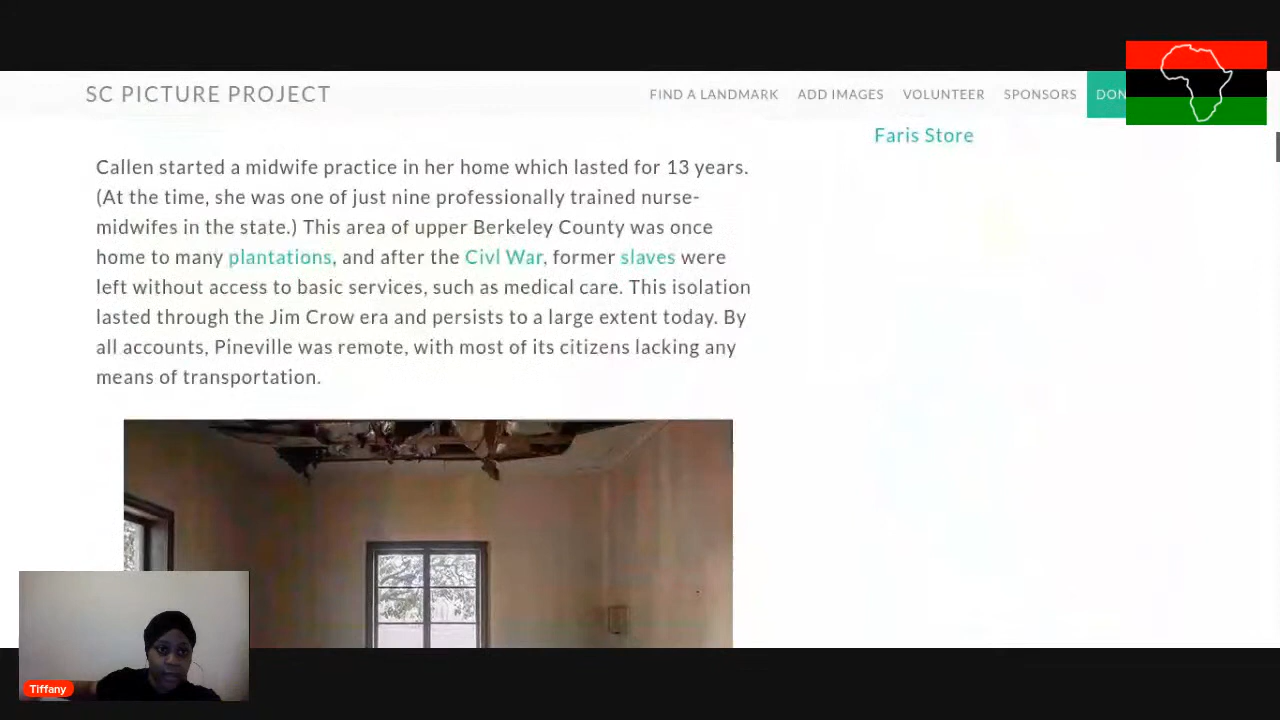 SC PICTURE PROJECT
FIND A LANDMARK ADD IMAGES VOLUNTEER SPONSORS
Faris Store
Callen started a midwife practice in her home which lasted for 13 years.
(At the time, she was one of just nine professionally trained nurse-
midwifes in the state.) This area of upper Berkeley County was once
home to many plantations, and after the Civl War, former slaves were
left without access to basic services, such as medical care. This isolation
lasted through the Jim Crow era and persists to a large extent today. By
all accounts, Pineville was remote, with most of its citizens lacking any
means of transportation.
Tiffany